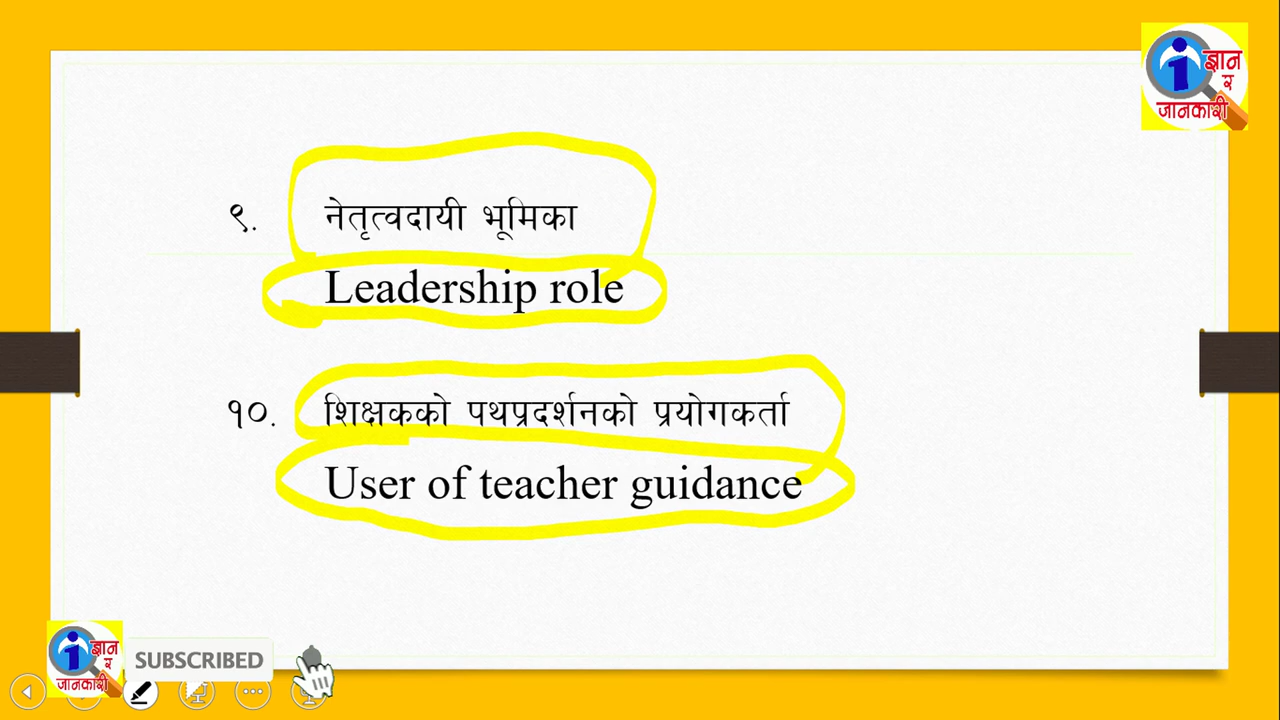 ज्ञान
र
जानकारी
९. नेतृत्वदायी भूमिका
Leadership role
१०. शिक्षकको पथप्रदर्शनको प्रयोगकर्ता
User of teacher guidance
ज्ञान
र
जानकारी
SUBSCRIBED